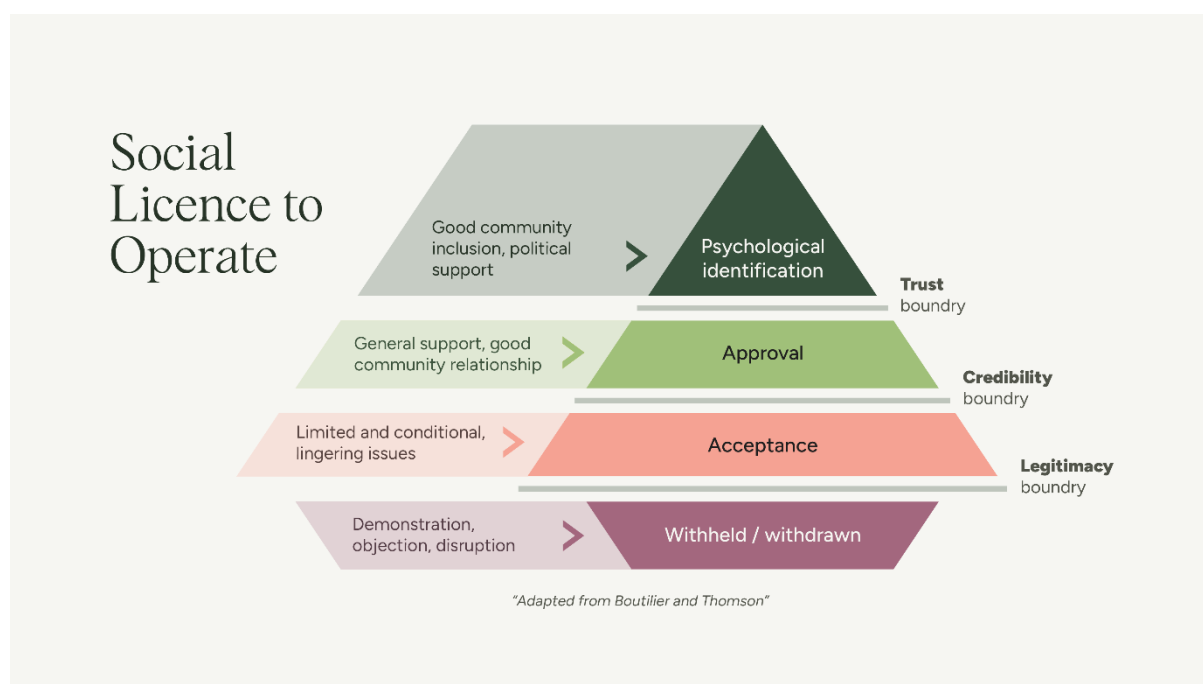 Social
Licence to
Operate
Good community
inclusion, political
support
Psychological
identification
Trust
boundry
General support, good
community relationship
Approval
Credibility
boundry
Limited and conditional,
lingering issues
Acceptance
Legitimacy
boundry
Demonstration,
objection, disruption
Withheld / withdrawn
"Adapted from Boutilier and Thomson"